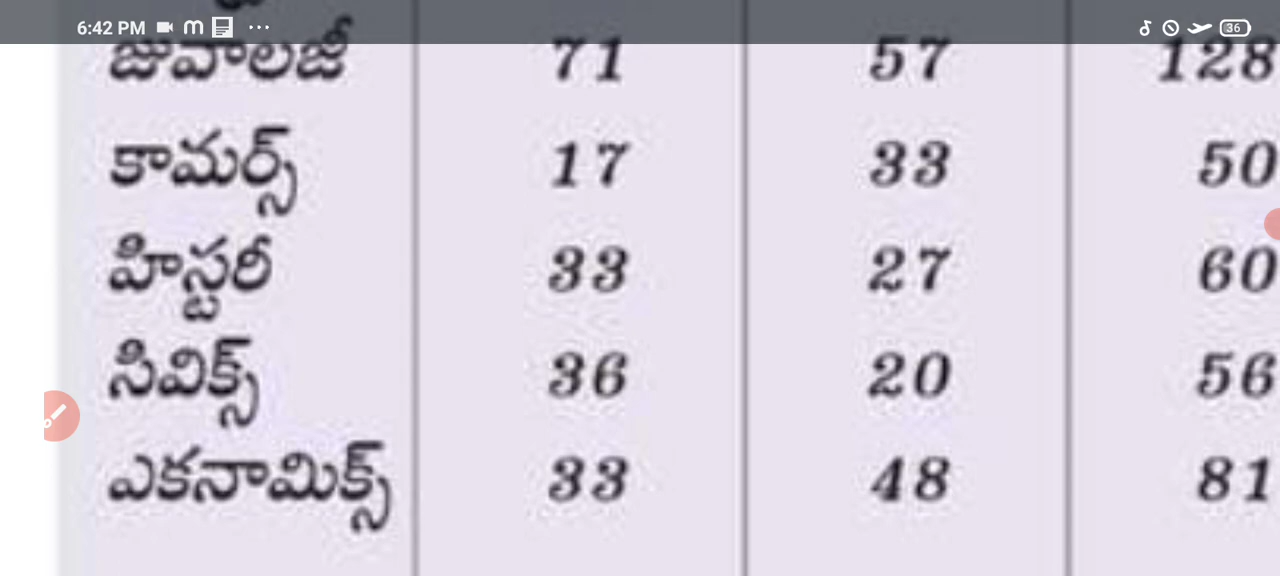 6:42 PM 36
జువాలజీ 71 57 128
కామర్స్ 17 33 50
హిస్టరీ 33 27 60
సివిక్స్ 36 20 56
ఎకనామిక్స్ 33 48 81